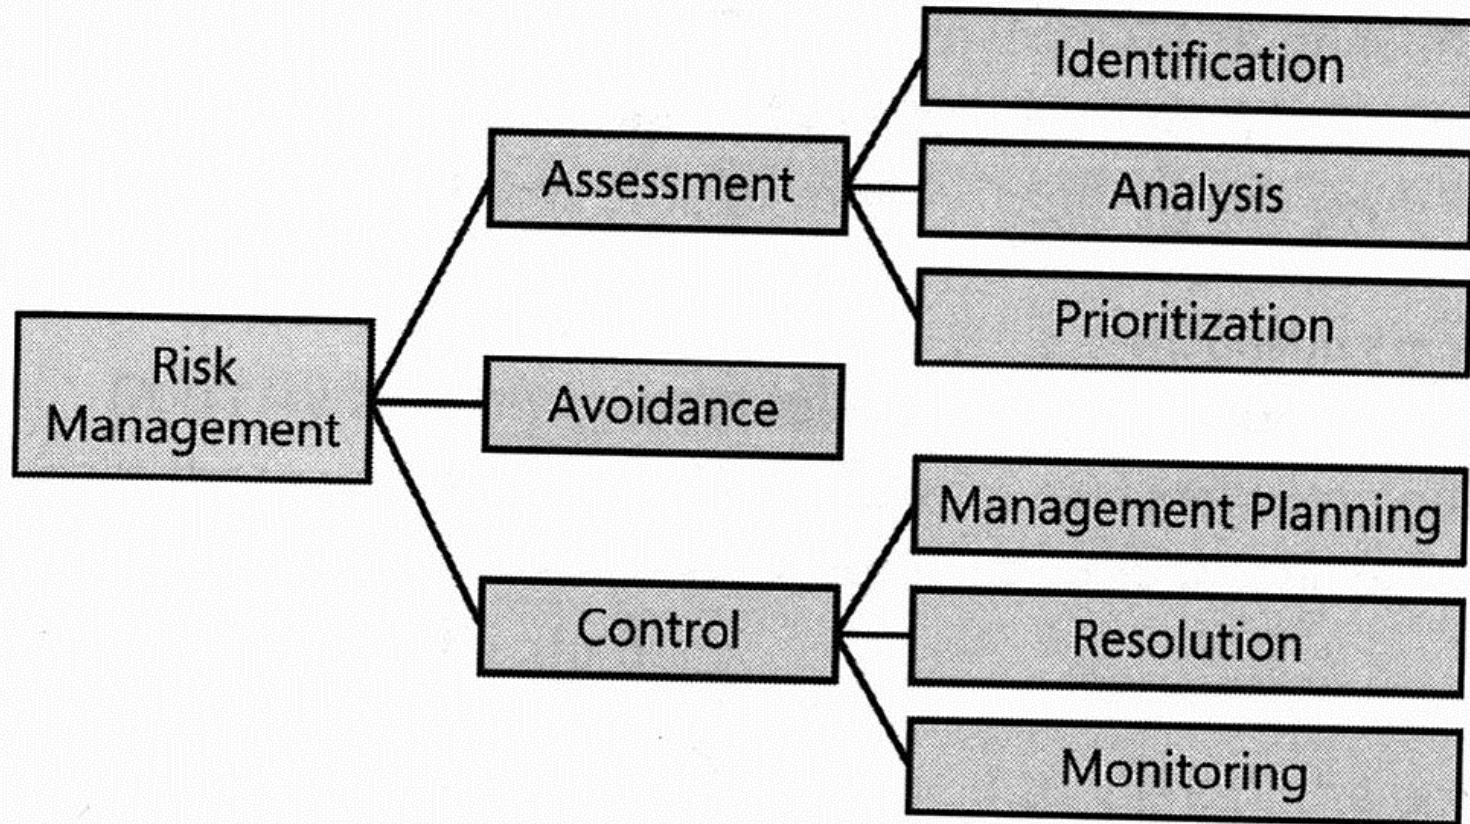 Risk
Management
Assessment
Avoidance
Control
Identification
Analysis
Prioritization
Management Planning
Resolution
Monitoring